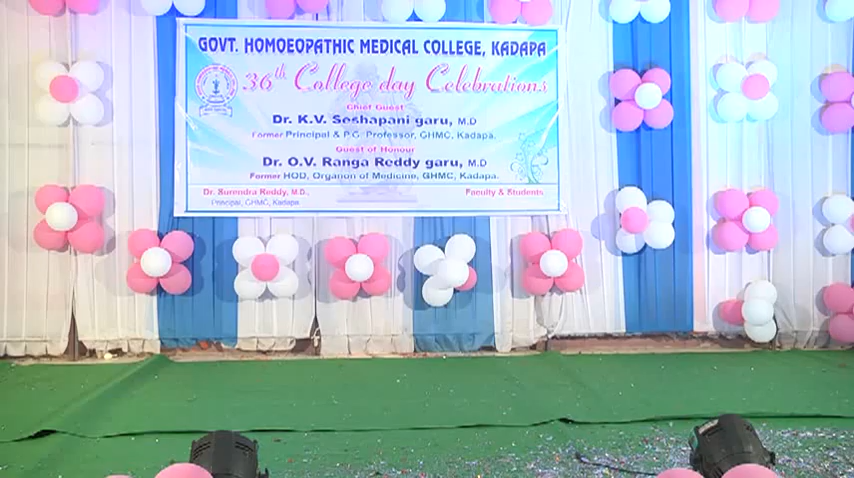 GOVT. HOMOEOPATHIC MEDICAL COLLEGE, KADAPA
36th College day Celebrations
Chief Guest
Dr. K.V. Seshapani garu, M.D
Former Principal & P.G. Professor, GHMC, Kadapa.
Guest of Honour
Dr. O.V. Ranga Reddy garu, M.D
Former HOD, Organon of Medicine, GHMC, Kadapa.
Dr. Surendra Reddy, M.D.,
Principal, GHMC, Kadapa.
Faculty & Students